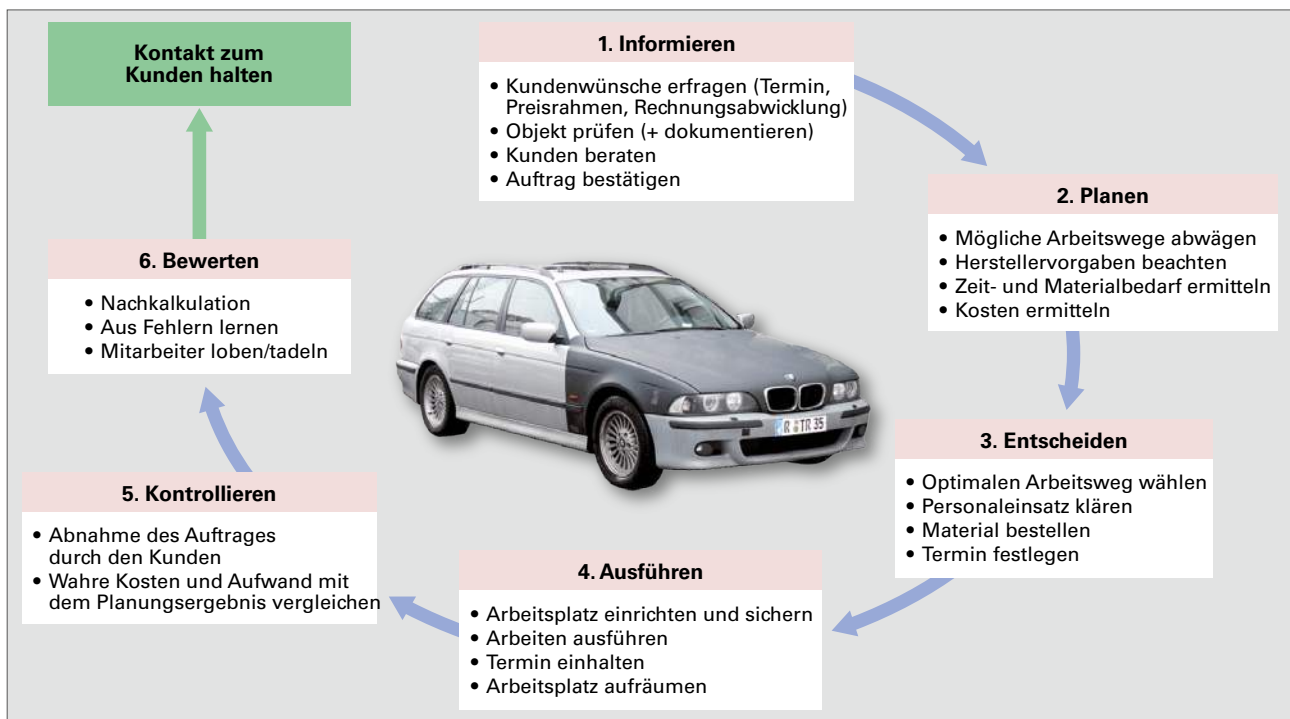 Kontakt zum
Kunden halten
1. Informieren
• Kundenwünsche erfragen (Termin,
Preisrahmen, Rechnungsabwicklung)
• Objekt prüfen (+ dokumentieren)
• Kunden beraten
• Auftrag bestätigen
2. Planen
• Mögliche Arbeitswege abwägen
• Herstellervorgaben beachten
• Zeit- und Materialbedarf ermitteln
• Kosten ermitteln
3. Entscheiden
• Optimalen Arbeitsweg wählen
• Personaleinsatz klären
• Material bestellen
• Termin festlegen
4. Ausführen
• Arbeitsplatz einrichten und sichern
• Arbeiten ausführen
• Termin einhalten
• Arbeitsplatz aufräumen
5. Kontrollieren
• Abnahme des Auftrages
durch den Kunden
• Wahre Kosten und Aufwand mit
dem Planungsergebnis vergleichen
6. Bewerten
• Nachkalkulation
• Aus Fehlern lernen
• Mitarbeiter loben/tadeln
R TR 35